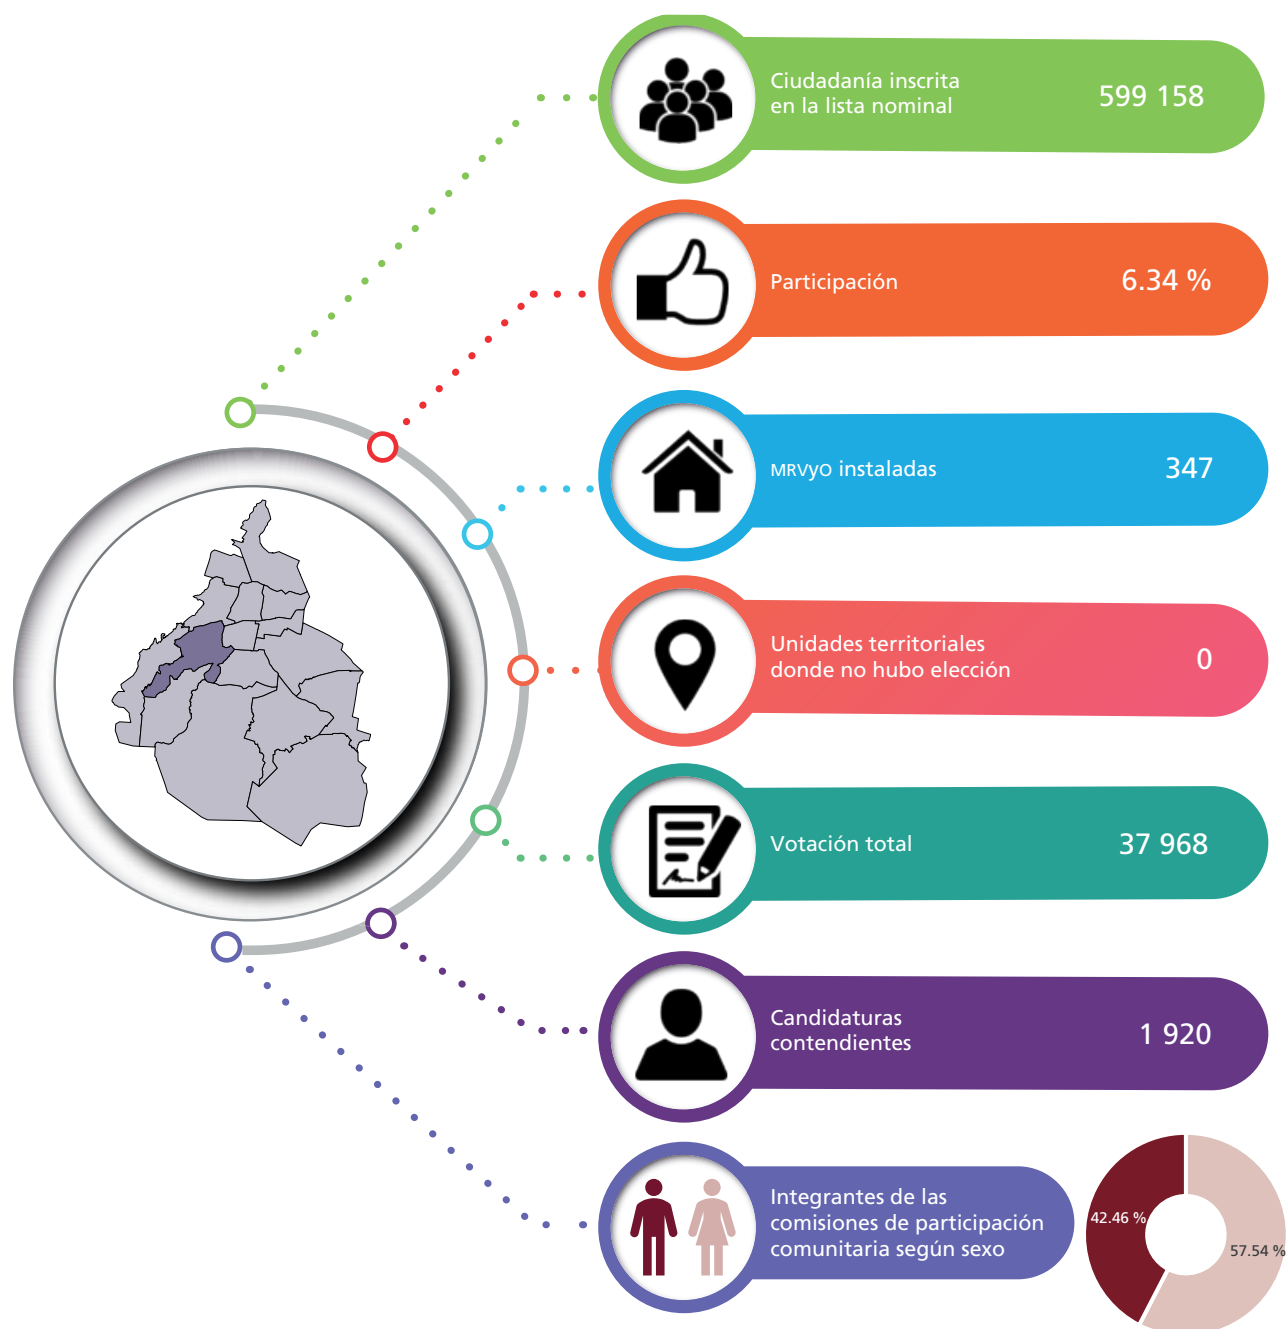 Ciudadanía inscrita
en la lista nominal
599 158
Participación
6.34 %
MRVyO instaladas
347
Unidades territoriales
donde no hubo elección
0
Votación total
37 968
Candidaturas
contendientes
1 920
Integrantes de las
comisiones de participación
comunitaria según sexo
42.46 %
57.54 %